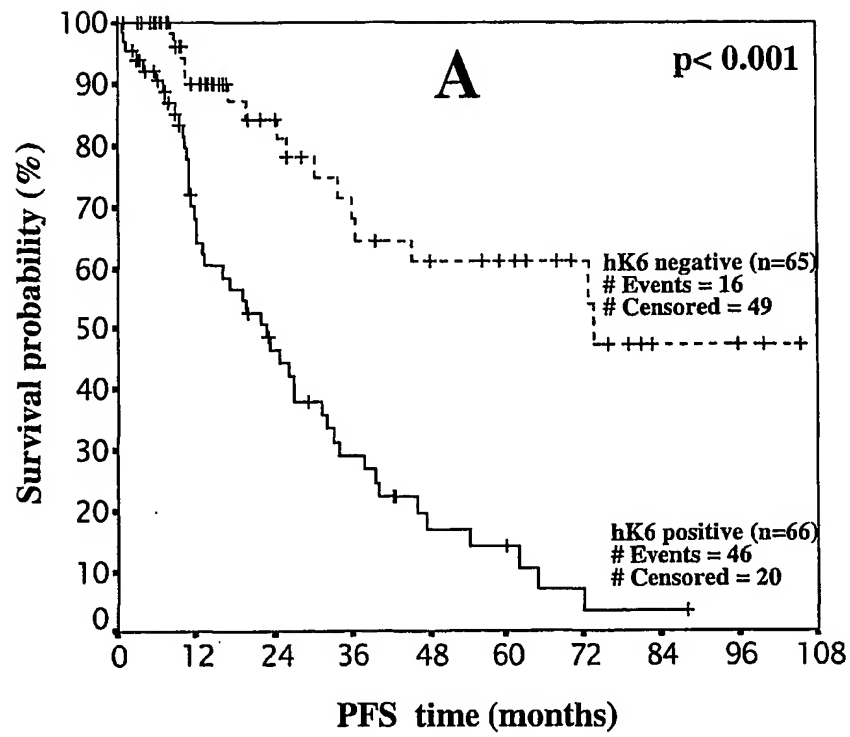 A
p< 0.001
Survival probability (%)
100
90
80
70
60
50
40
30
20
10
0
hK6 negative (n=65)
# Events = 16
# Censored = 49
hK6 positive (n=66)
# Events = 46
# Censored = 20
0 12 24 36 48 60 72 84 96 108
PFS time (months)